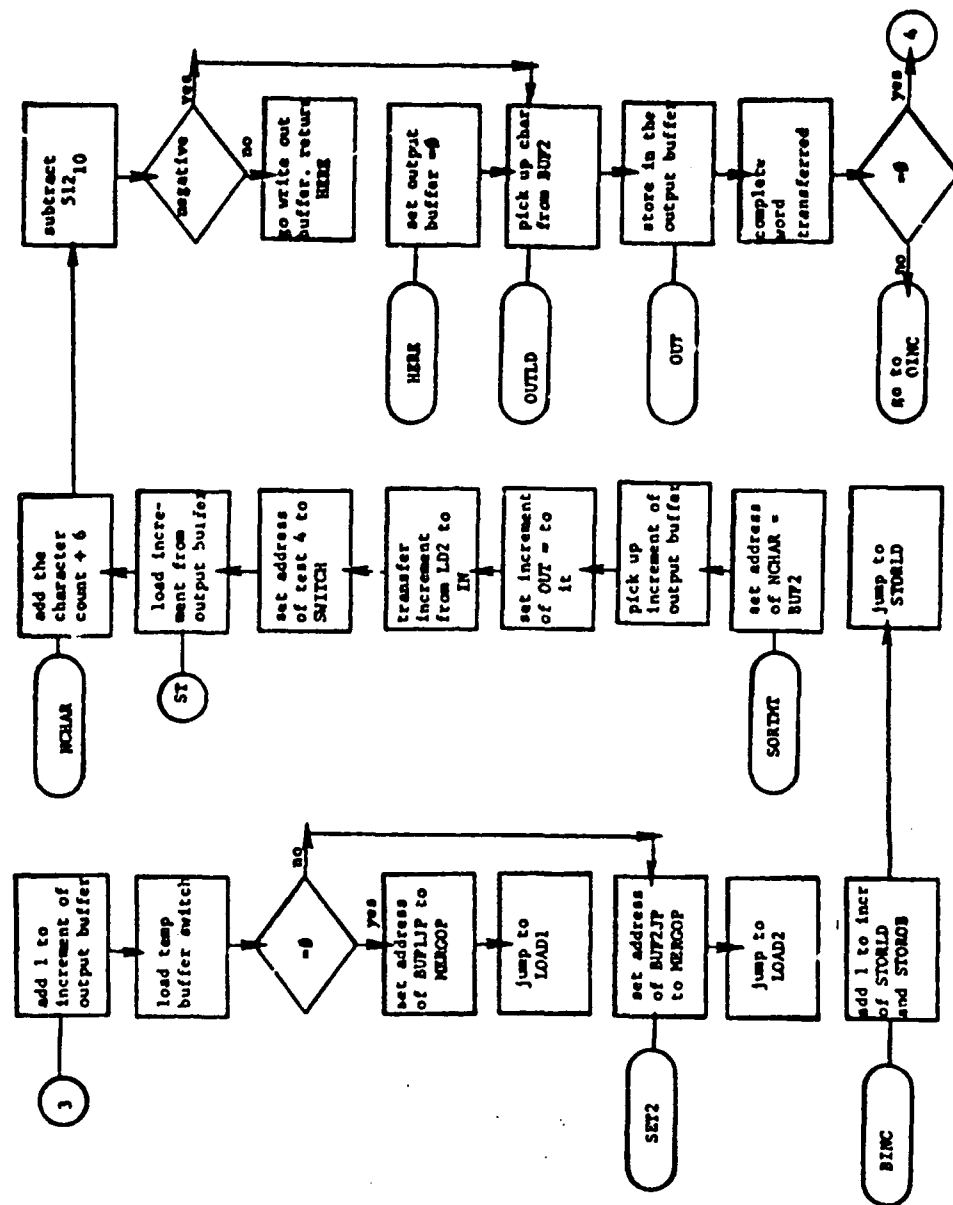 3
add 1 to
increment of
output buffer
load temp
buffer switch
=0
no
yes
set address
of BUF1JP to
MERGOP
jump to
LOAD1
SET2
set address
of BUF2JP
to MERGOP
jump to
LOAD2
BINC
add 1 to incr
of STORLD
and STOROB
jump to
STORLD
NCHAR
add the
character
count + 6
ST
load incre-
ment from
output buffer
set address
of test 4 to
SWITCH
transfer
increment
from LD2 to
IN
set increment
of OUT = to
it
pick up
increment of
output buffer
SORTMT
set address
of NCHAR =
BUF2
subtract
512
10
negative
yes
no
go write out
buffer. return
HERE
HERE
set output
buffer =0
OUTLD
pick up char
from BUF2
OUT
store in the
output buffer
complete
word
transferred
=0
no
yes
go to
OINC
4